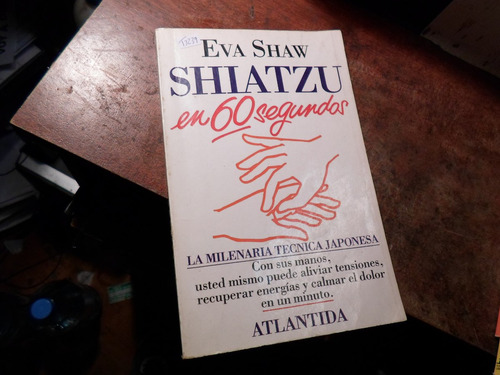 EVA SHAW
SHIATZU
en 60 segundos
LA MILENARIA TECNICA JAPONESA
Con sus manos,
usted mismo puede aliviar tensiones,
recuperar energías y calmar el dolor
en un minuto.
ATLANTIDA